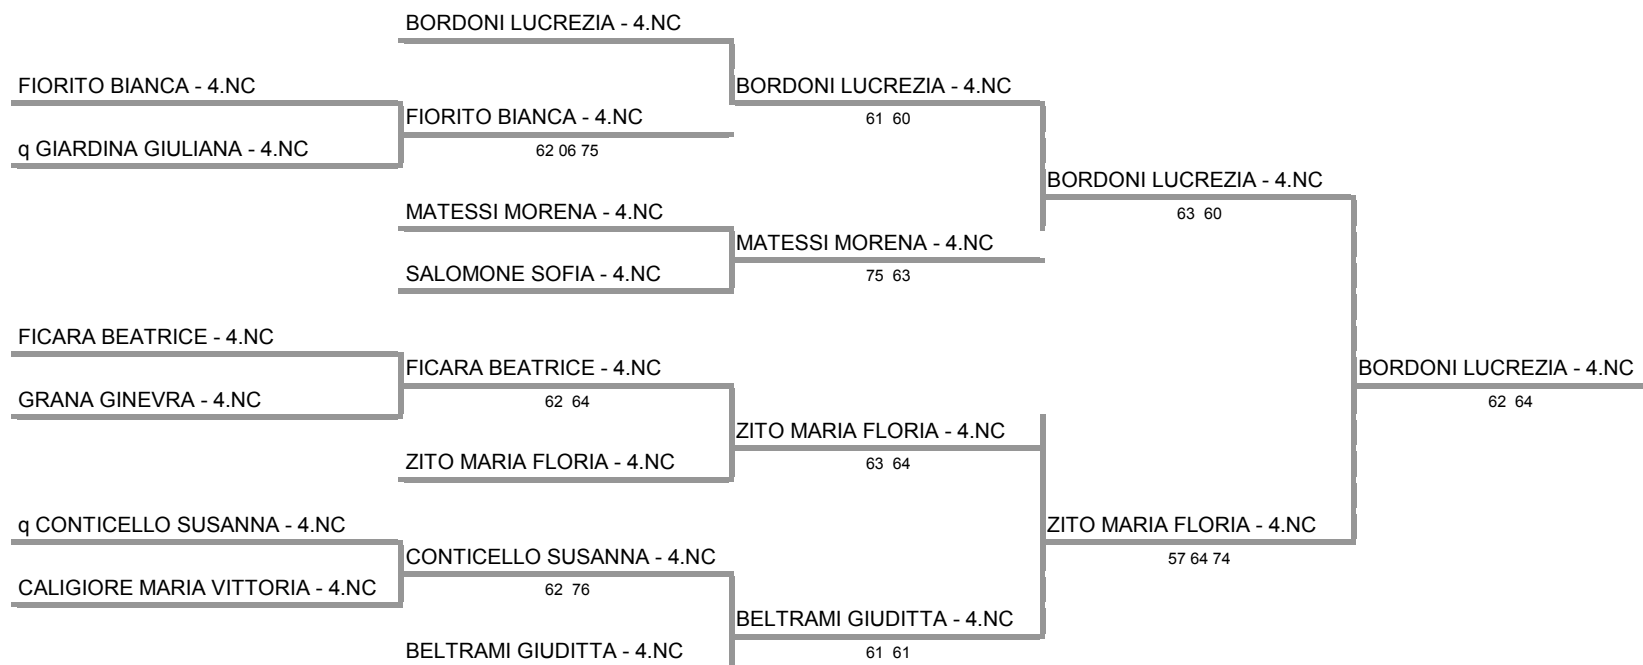 BORDONI LUCREZIA - 4.NC
FIORITO BIANCA - 4.NC
BORDONI LUCREZIA - 4.NC
61 60
FIORITO BIANCA - 4.NC
q GIARDINA GIULIANA - 4.NC
62 06 75
BORDONI LUCREZIA - 4.NC
63 60
MATESSI MORENA - 4.NC
MATESSI MORENA - 4.NC
75 63
SALOMONE SOFIA - 4.NC
FICARA BEATRICE - 4.NC
FICARA BEATRICE - 4.NC
62 64
BORDONI LUCREZIA - 4.NC
62 64
GRANA GINEVRA - 4.NC
ZITO MARIA FLORIA - 4.NC
63 64
ZITO MARIA FLORIA - 4.NC
q CONTICELLO SUSANNA - 4.NC
ZITO MARIA FLORIA - 4.NC
57 64 74
CONTICELLO SUSANNA - 4.NC
62 76
CALIGIORE MARIA VITTORIA - 4.NC
BELTRAMI GIUDITTA - 4.NC
61 61
BELTRAMI GIUDITTA - 4.NC